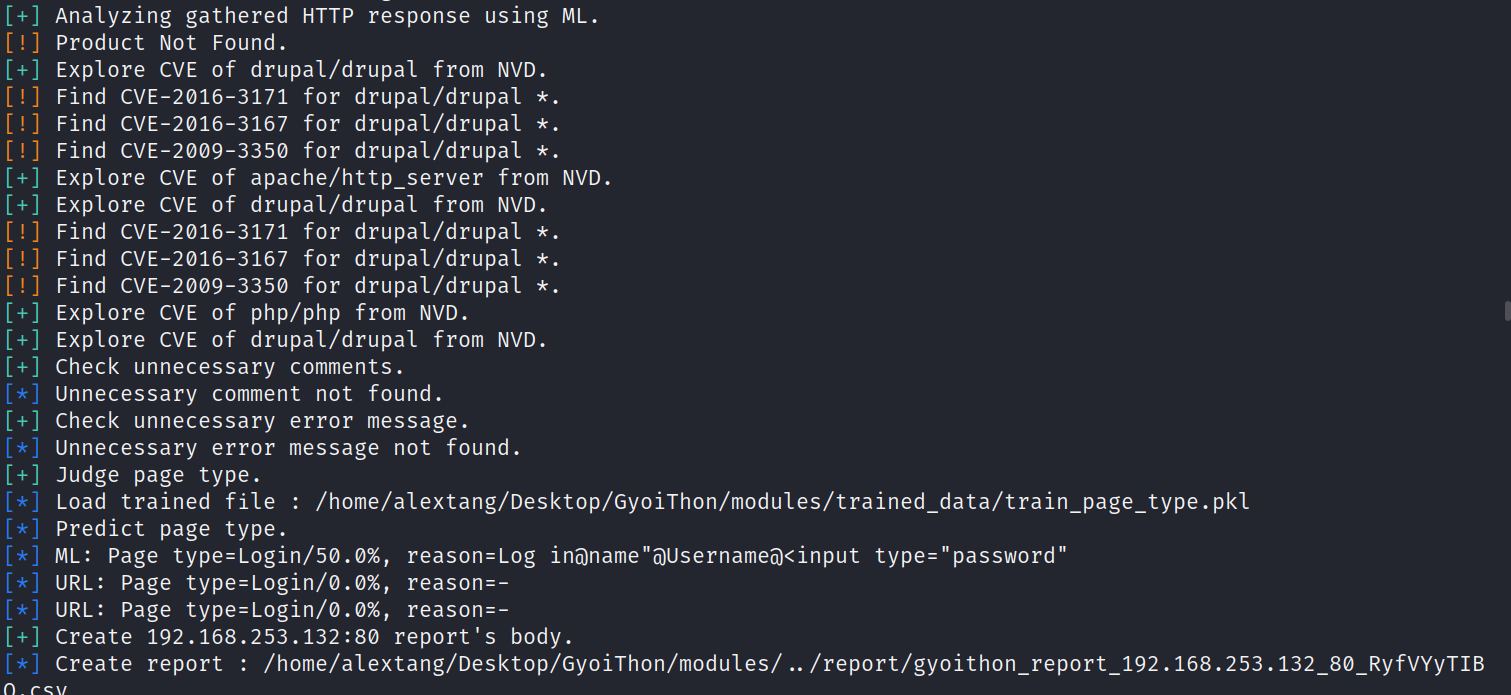 [+] Analyzing gathered HTTP response using ML.
[!] Product Not Found.
[+] Explore CVE of drupal/drupal from NVD.
[!] Find CVE-2016-3171 for drupal/drupal *.
[!] Find CVE-2016-3167 for drupal/drupal *.
[!] Find CVE-2009-3350 for drupal/drupal *.
[+] Explore CVE of apache/http_server from NVD.
[+] Explore CVE of drupal/drupal from NVD.
[!] Find CVE-2016-3171 for drupal/drupal *.
[!] Find CVE-2016-3167 for drupal/drupal *.
[!] Find CVE-2009-3350 for drupal/drupal *.
[+] Explore CVE of php/php from NVD.
[+] Explore CVE of drupal/drupal from NVD.
[+] Check unnecessary comments.
[*] Unnecessary comment not found.
[+] Check unnecessary error message.
[*] Unnecessary error message not found.
[+] Judge page type.
[*] Load trained file : /home/alextang/Desktop/GyoiThon/modules/trained_data/train_page_type.pkl
[*] Predict page type.
[*] ML: Page type=Login/50.0%, reason=Log in@name"@Username@<input type="password"
[*] URL: Page type=Login/0.0%, reason=-
[*] URL: Page type=Login/0.0%, reason=-
[+] Create 192.168.253.132:80 report's body.
[*] Create report : /home/alextang/Desktop/GyoiThon/modules/../report/gyoithon_report_192.168.253.132_80_RyfVYyTIB